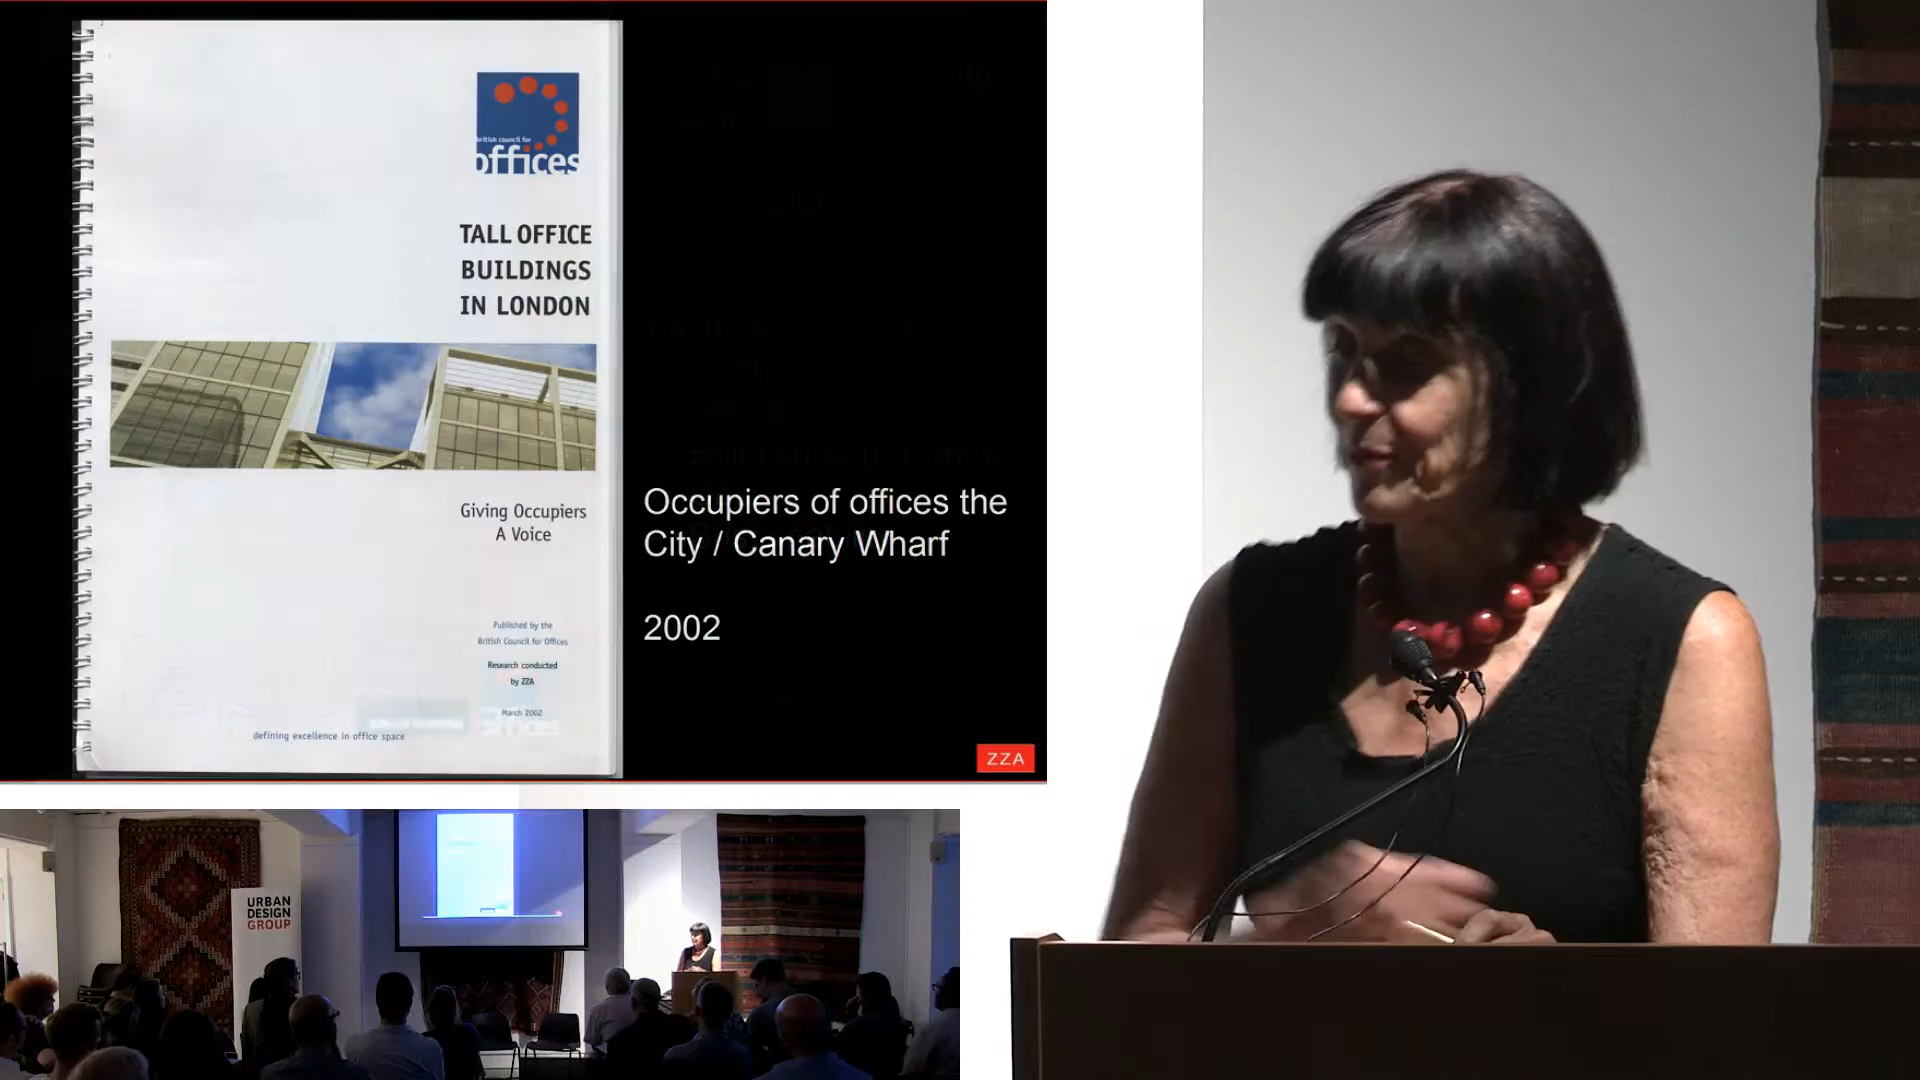 british council for
offices
TALL OFFICE
BUILDINGS
IN LONDON
Giving Occupiers
A Voice
Published by the
British Council for Offices
Research conducted
by ZZA
March 2002
defining excellence in office space
Occupiers of offices the
City / Canary Wharf
2002
ZZA
URBAN
DESIGN
GROUP